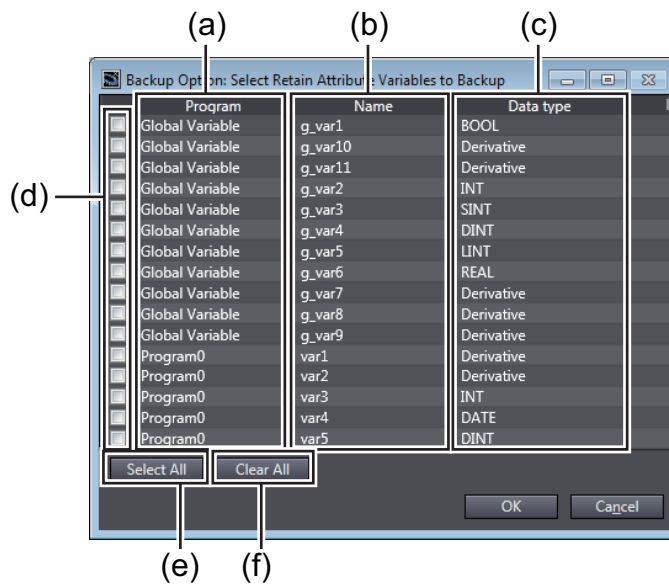 (a) (b) (c)
Backup Option: Select Retain Attribute Variables to Backup
Program Name Data type
Global Variable g_var1 BOOL
Global Variable g_var10 Derivative
Global Variable g_var11 Derivative
(d) Global Variable g_var2 INT
Global Variable g_var3 SINT
Global Variable g_var4 DINT
Global Variable g_var5 LINT
Global Variable g_var6 REAL
Global Variable g_var7 Derivative
Global Variable g_var8 Derivative
Global Variable g_var9 Derivative
Program0 var1 Derivative
Program0 var2 Derivative
Program0 var3 INT
Program0 var4 DATE
Program0 var5 DINT
Select All Clear All
OK Cancel
(e) (f)